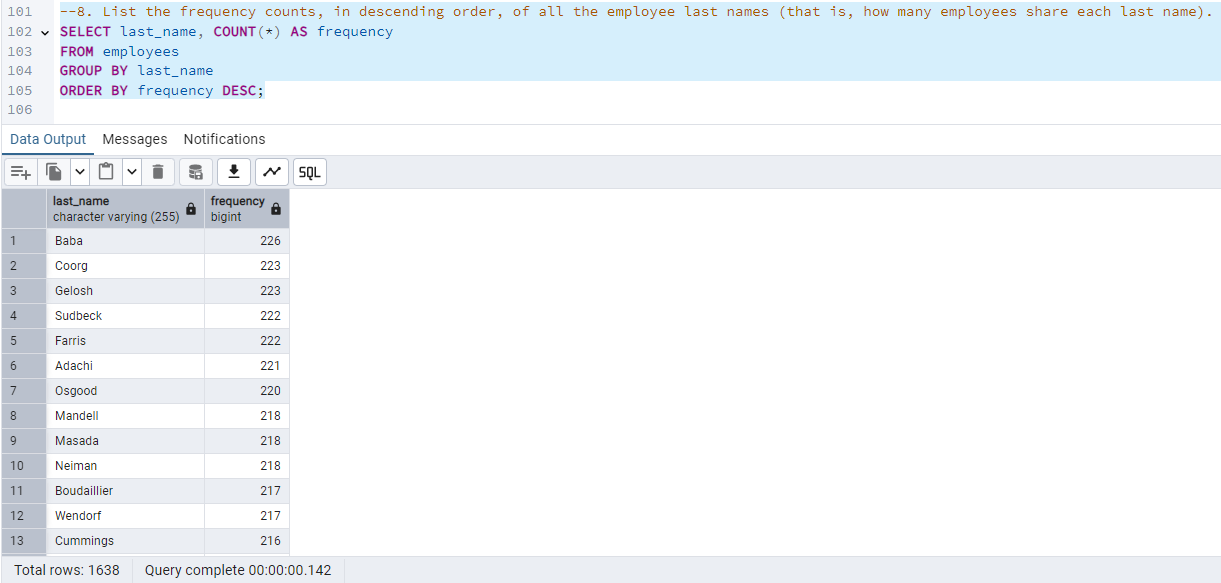 101 --8. List the frequency counts, in descending order, of all the employee last names (that is, how many employees share each last name).
102 SELECT last_name, COUNT(*) AS frequency
103 FROM employees
104 GROUP BY last_name
105 ORDER BY frequency DESC;
106
Data Output Messages Notifications
SQL
last_name frequency
character varying (255) bigint
1 Baba 226
2 Coorg 223
3 Gelosh 223
4 Sudbeck 222
5 Farris 222
6 Adachi 221
7 Osgood 220
8 Mandell 218
9 Masada 218
10 Neiman 218
11 Boudaillier 217
12 Wendorf 217
13 Cummings 216
Total rows: 1638 Query complete 00:00:00.142